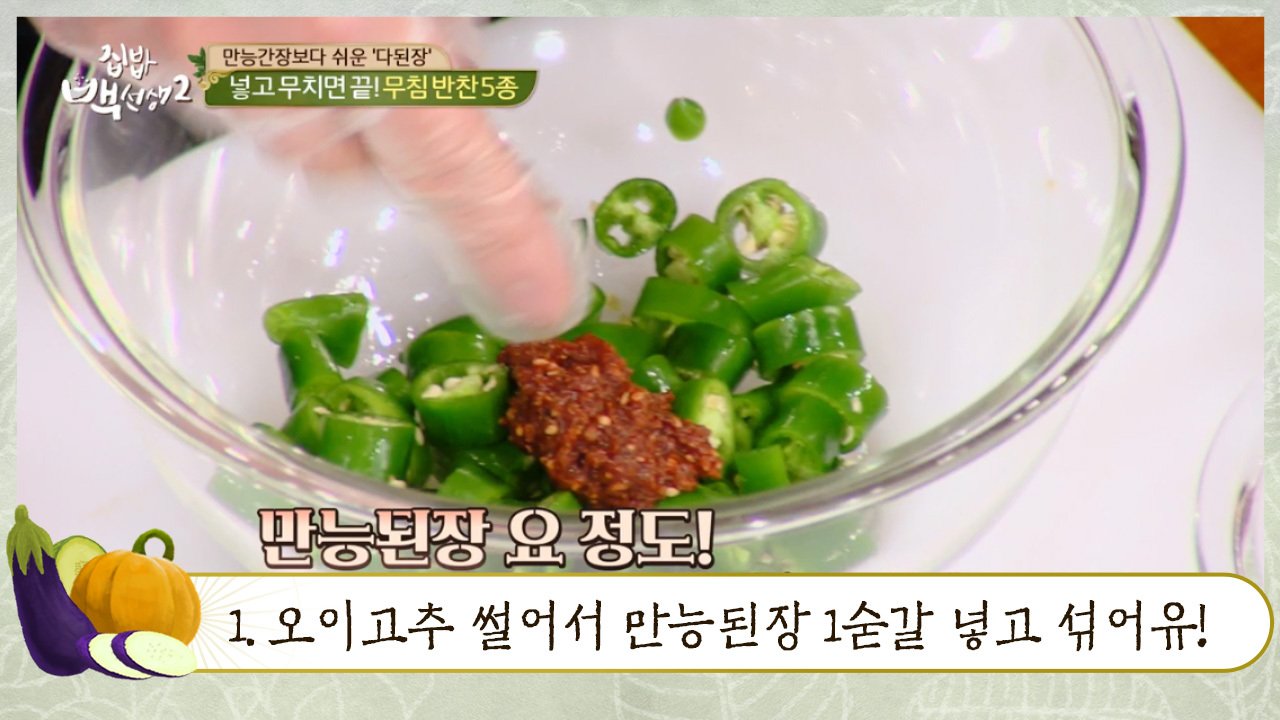 집밥
백선생2
만능간장보다 쉬운 '다된장'
넣고 무치면 끝! 무침 반찬 5종
만능된장 요 정도!
1. 오이고추 썰어서 만능된장 1숟갈 넣고 섞어유!